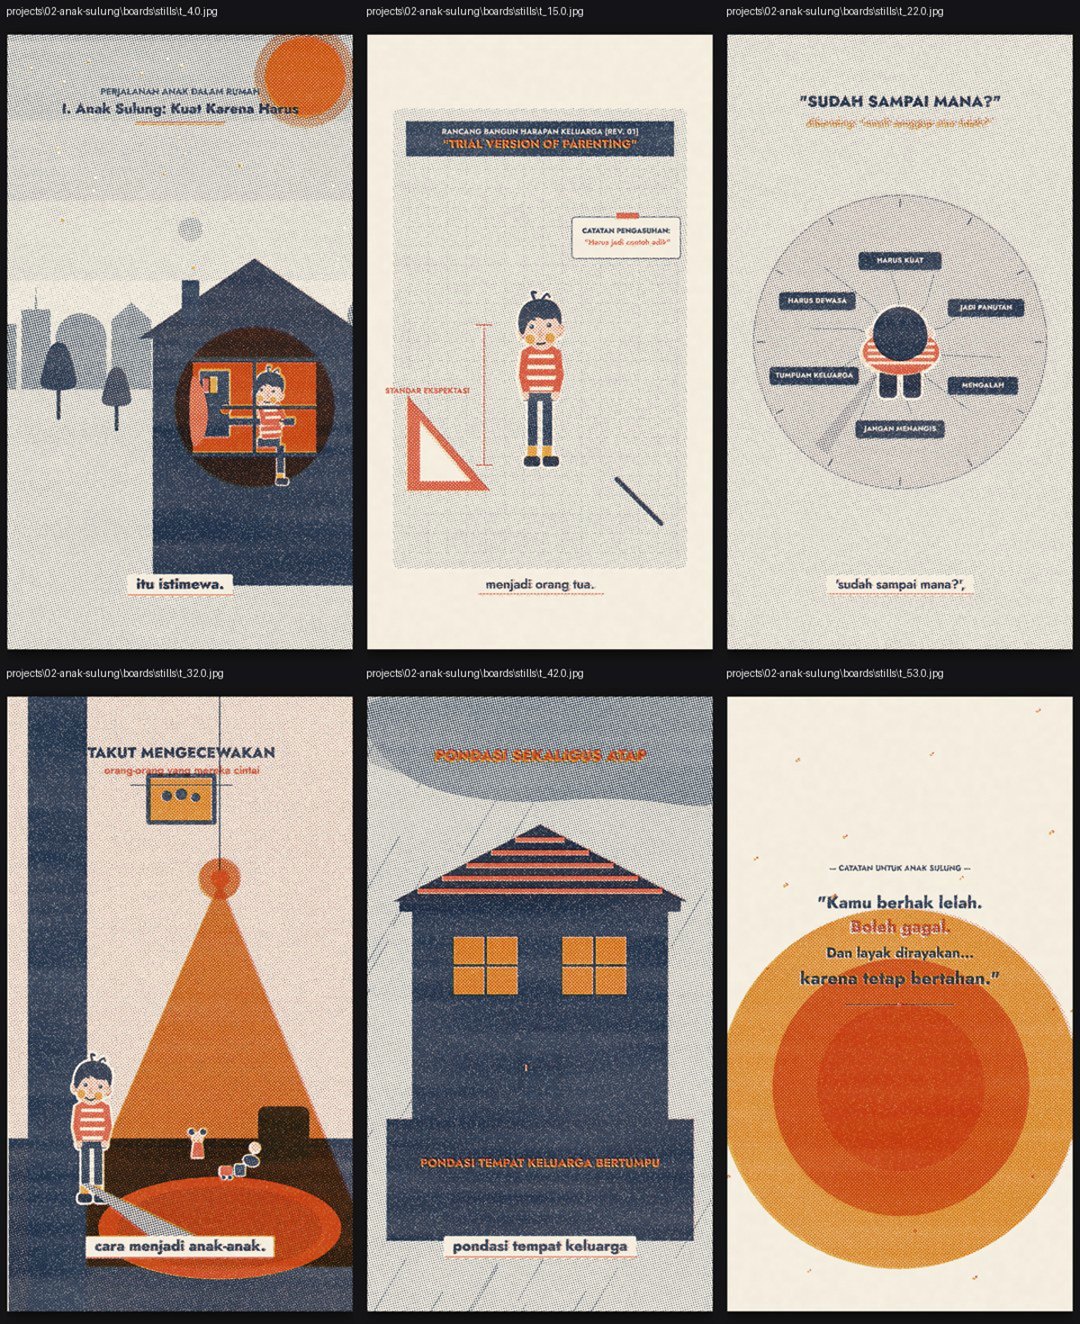 projects\02-anak-sulung\boards\stills\t_4.0.jpg
PERJALANAN ANAK DALAM RUMAH
1. Anak Sulung: Kuat Karena Harus
itu istimewa.
projects\02-anak-sulung\boards\stills\t_15.0.jpg
RANCANG BANGUN HARAPAN KELUARGA (REV. 01)
"TRIAL VERSION OF PARENTING"
CATATAN PENGASUHAN:
"Harus jadi contoh adik"
STANDAR EKSPEKTASI
menjadi orang tua.
projects\02-anak-sulung\boards\stills\t_22.0.jpg
"SUDAH SAMPAI MANA?"
HARUS KUAT
HARUS DEWASA
JADI PANUTAN
TUMPUAN KELUARGA
MENGALAH
JANGAN MENANGIS
'sudah sampai mana?',
projects\02-anak-sulung\boards\stills\t_32.0.jpg
TAKUT MENGECEWAKAN
orang-orang yang mereka cintai
cara menjadi anak-anak.
projects\02-anak-sulung\boards\stills\t_42.0.jpg
PONDASI SEKALIGUS ATAP
PONDASI TEMPAT KELUARGA BERTUMPU
pondasi tempat keluarga
projects\02-anak-sulung\boards\stills\t_53.0.jpg
— CATATAN UNTUK ANAK SULUNG —
"Kamu berhak lelah.
Boleh gagal.
Dan layak dirayakan...
karena tetap bertahan."